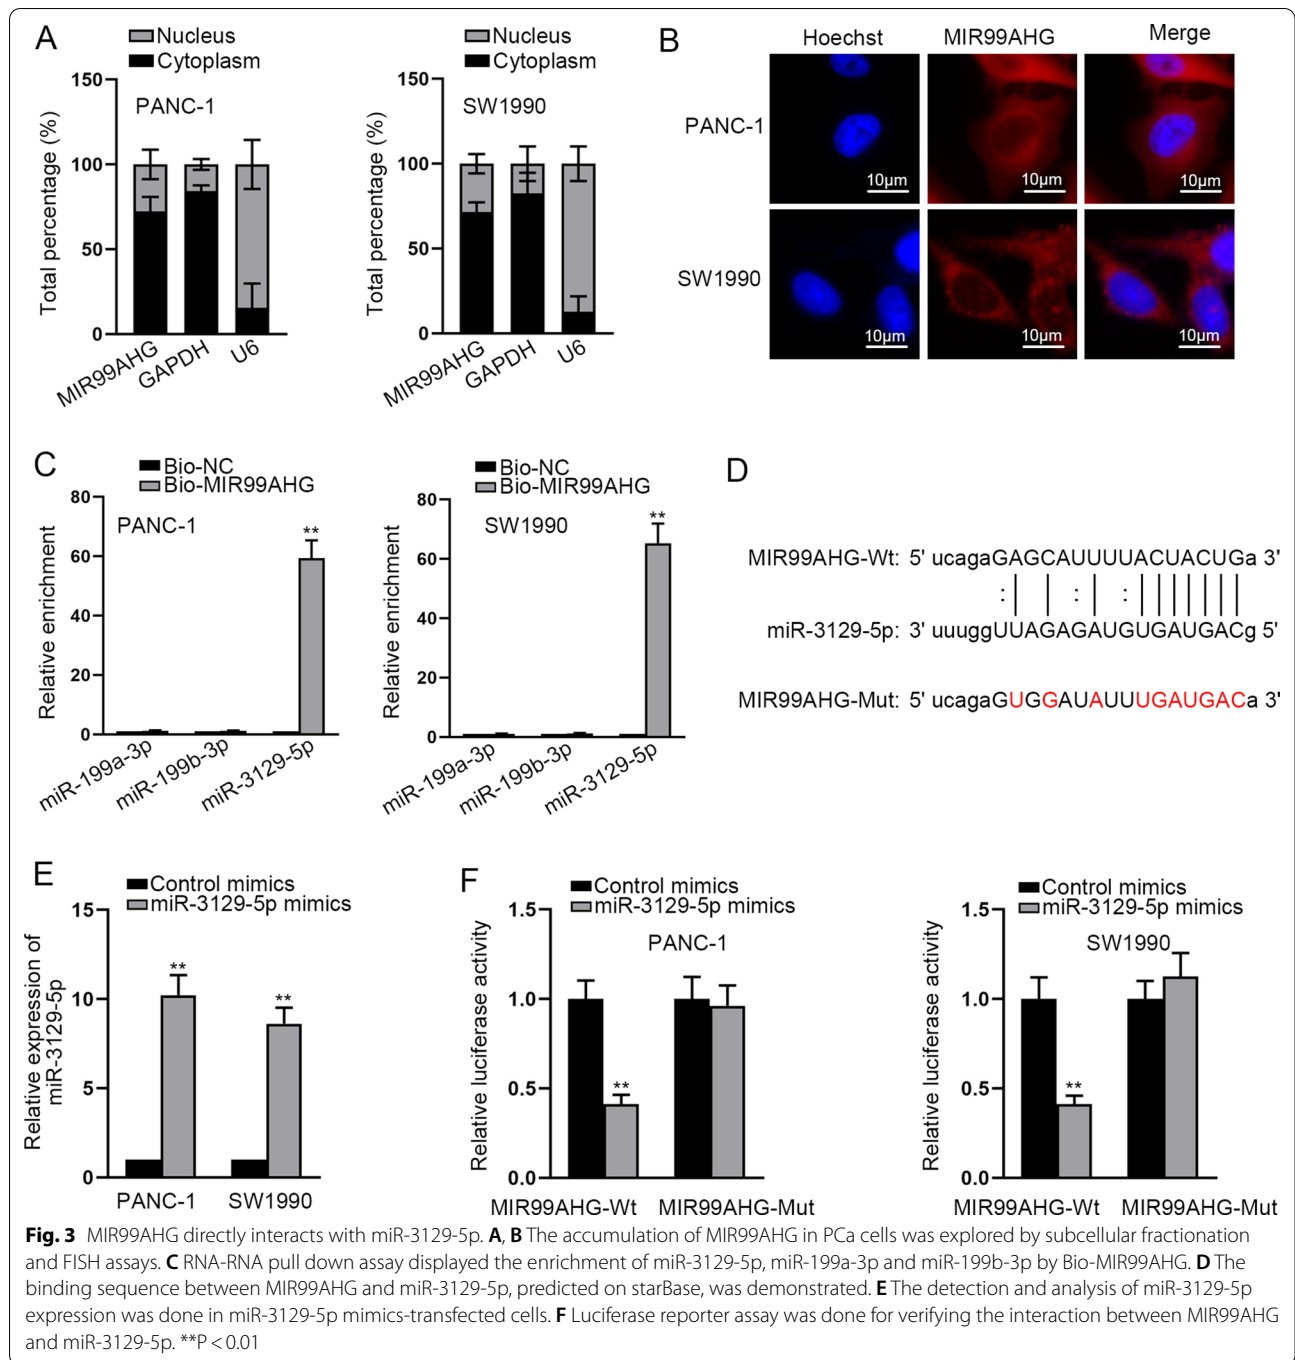 A
Nucleus
Cytoplasm
150
100
50
0
Total percentage (%)
PANC-1
MIR99AHG
GAPDH
U6
Nucleus
Cytoplasm
150
100
50
0
Total percentage (%)
SW1990
MIR99AHG
GAPDH
U6
B
Hoechst
MIR99AHG
Merge
PANC-1
10μm
10μm
10μm
SW1990
10μm
10μm
10μm
C
Bio-NC
Bio-MIR99AHG
80
60
40
20
0
Relative enrichment
PANC-1
**
miR-199a-3p
miR-199b-3p
miR-3129-5p
Bio-NC
Bio-MIR99AHG
80
60
40
20
0
Relative enrichment
SW1990
**
miR-199a-3p
miR-199b-3p
miR-3129-5p
D
MIR99AHG-Wt: 5' ucagaGAGCAUUUUACUACUGa 3'
miR-3129-5p: 3' uuuggUUAGAGAUGUGAUGACg 5'
MIR99AHG-Mut: 5' ucagaGUGGAUAUUUGAUGACa 3'
E
Control mimics
miR-3129-5p mimics
15
10
5
0
Relative expression of
miR-3129-5p
**
**
PANC-1
SW1990
F
Control mimics
miR-3129-5p mimics
1.5
1.0
0.5
0.0
Relative luciferase activity
PANC-1
**
MIR99AHG-Wt
MIR99AHG-Mut
Control mimics
miR-3129-5p mimics
1.5
1.0
0.5
0.0
Relative luciferase activity
SW1990
**
MIR99AHG-Wt
MIR99AHG-Mut
Fig. 3 MIR99AHG directly interacts with miR-3129-5p. A, B The accumulation of MIR99AHG in PCa cells was explored by subcellular fractionation
and FISH assays. C RNA-RNA pull down assay displayed the enrichment of miR-3129-5p, miR-199a-3p and miR-199b-3p by Bio-MIR99AHG. D The
binding sequence between MIR99AHG and miR-3129-5p, predicted on starBase, was demonstrated. E The detection and analysis of miR-3129-5p
expression was done in miR-3129-5p mimics-transfected cells. F Luciferase reporter assay was done for verifying the interaction between MIR99AHG
and miR-3129-5p. **P < 0.01